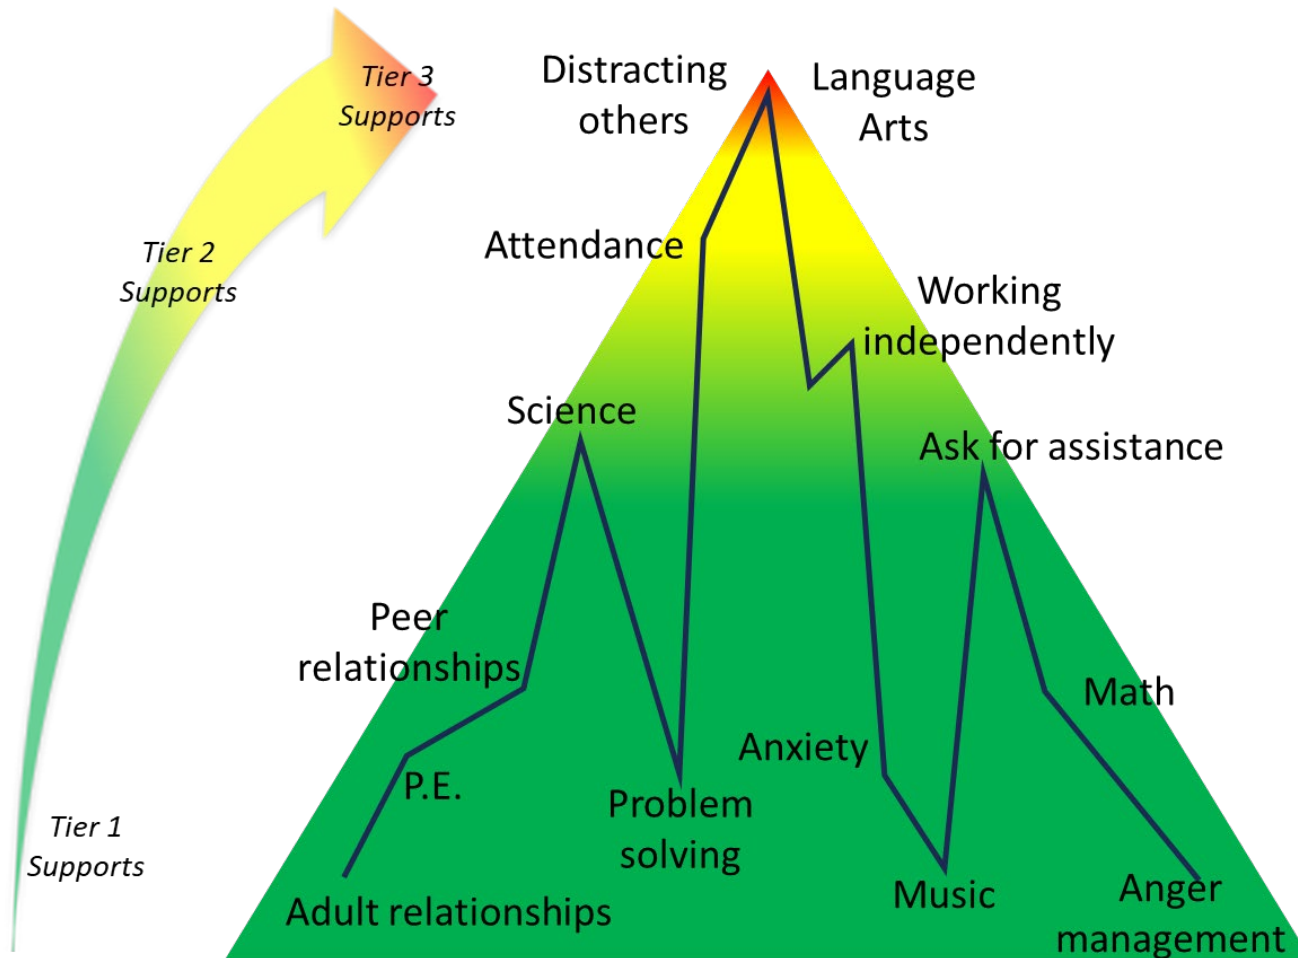 Tier 3
Supports
Distracting
others
Language
Arts
Tier 2
Supports
Attendance
Working
independently
Science
Ask for assistance
Peer
relationships
Math
Anxiety
P.E.
Problem
solving
Tier 1
Supports
Music
Anger
management
Adult relationships